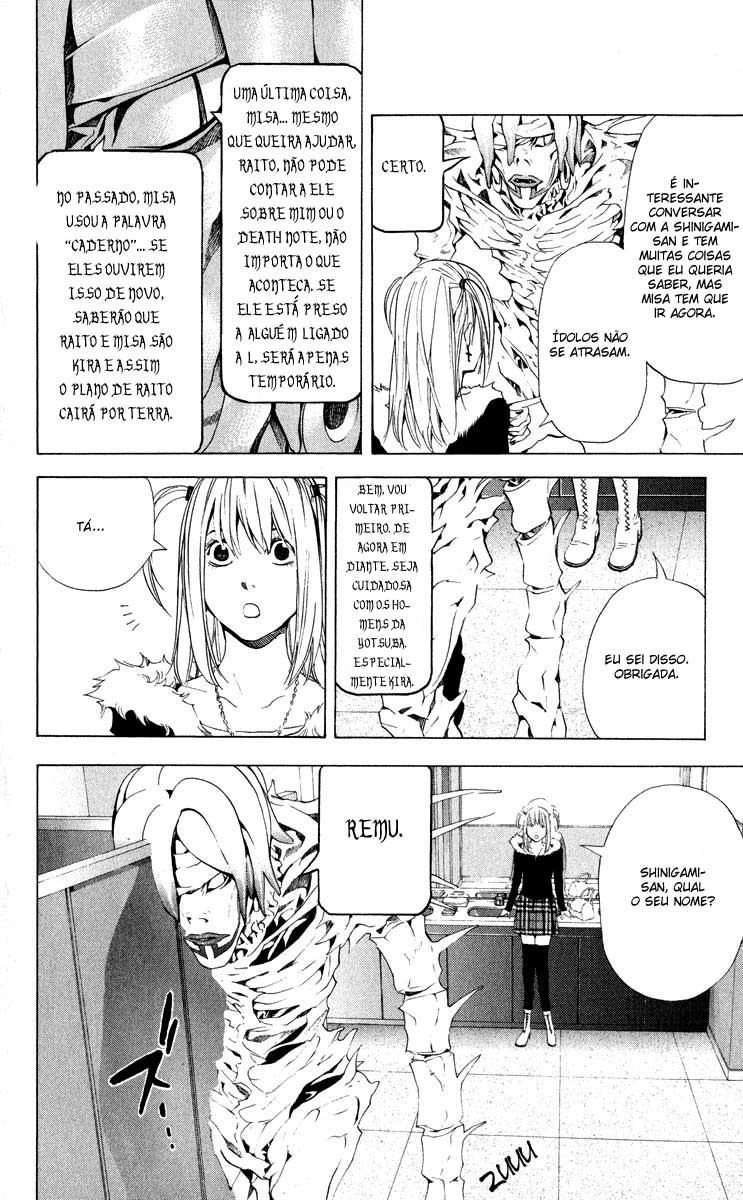 É IN-
TERESSANTE
CONVERSAR
COM A SHINIGAMI-
SAN E TEM
MUITAS COISAS
QUE EU QUERIA
SABER, MAS
MISA TEM QUE
IR AGORA.
ÍDOLOS NÃO
SE ATRASAM.
CERTO.
UMA ÚLTIMA COISA,
MISA... MESMO
QUE QUEIRA AJUDAR,
RAITO, NÃO PODE
CONTAR A ELE
SOBRE MIM OU O
DEATH NOTE, NÃO
IMPORTA O QUE
ACONTECA. SE
ELE ESTÁ PRESO
A ALGUÉM LIGADO
A L, SERÁ APENAS
TEMPORÁRIO.
NO PASSADO, MISA
USOU A PALAVRA
"CADERNO"... SE
ELES OUVIREM
ISSO DE NOVO,
SABERÃO QUE
RAITO E MISA SÃO
KIRA E ASSIM
O PLANO DE RAITO
CAIRÁ POR TERRA.
EU SEI DISSO.
OBRIGADA.
BEM, VOU
VOLTAR PRI-
MEIRO. DE
AGORA EM
DIANTE, SEJA
CUIDADOSA
COM OS HO-
MENS DA
YOTSUBA.
ESPECIAL-
MENTE KIRA.
TÁ...
SHINIGAMI-
SAN, QUAL
O SEU NOME?
REMU.
ズズ
ZUUU